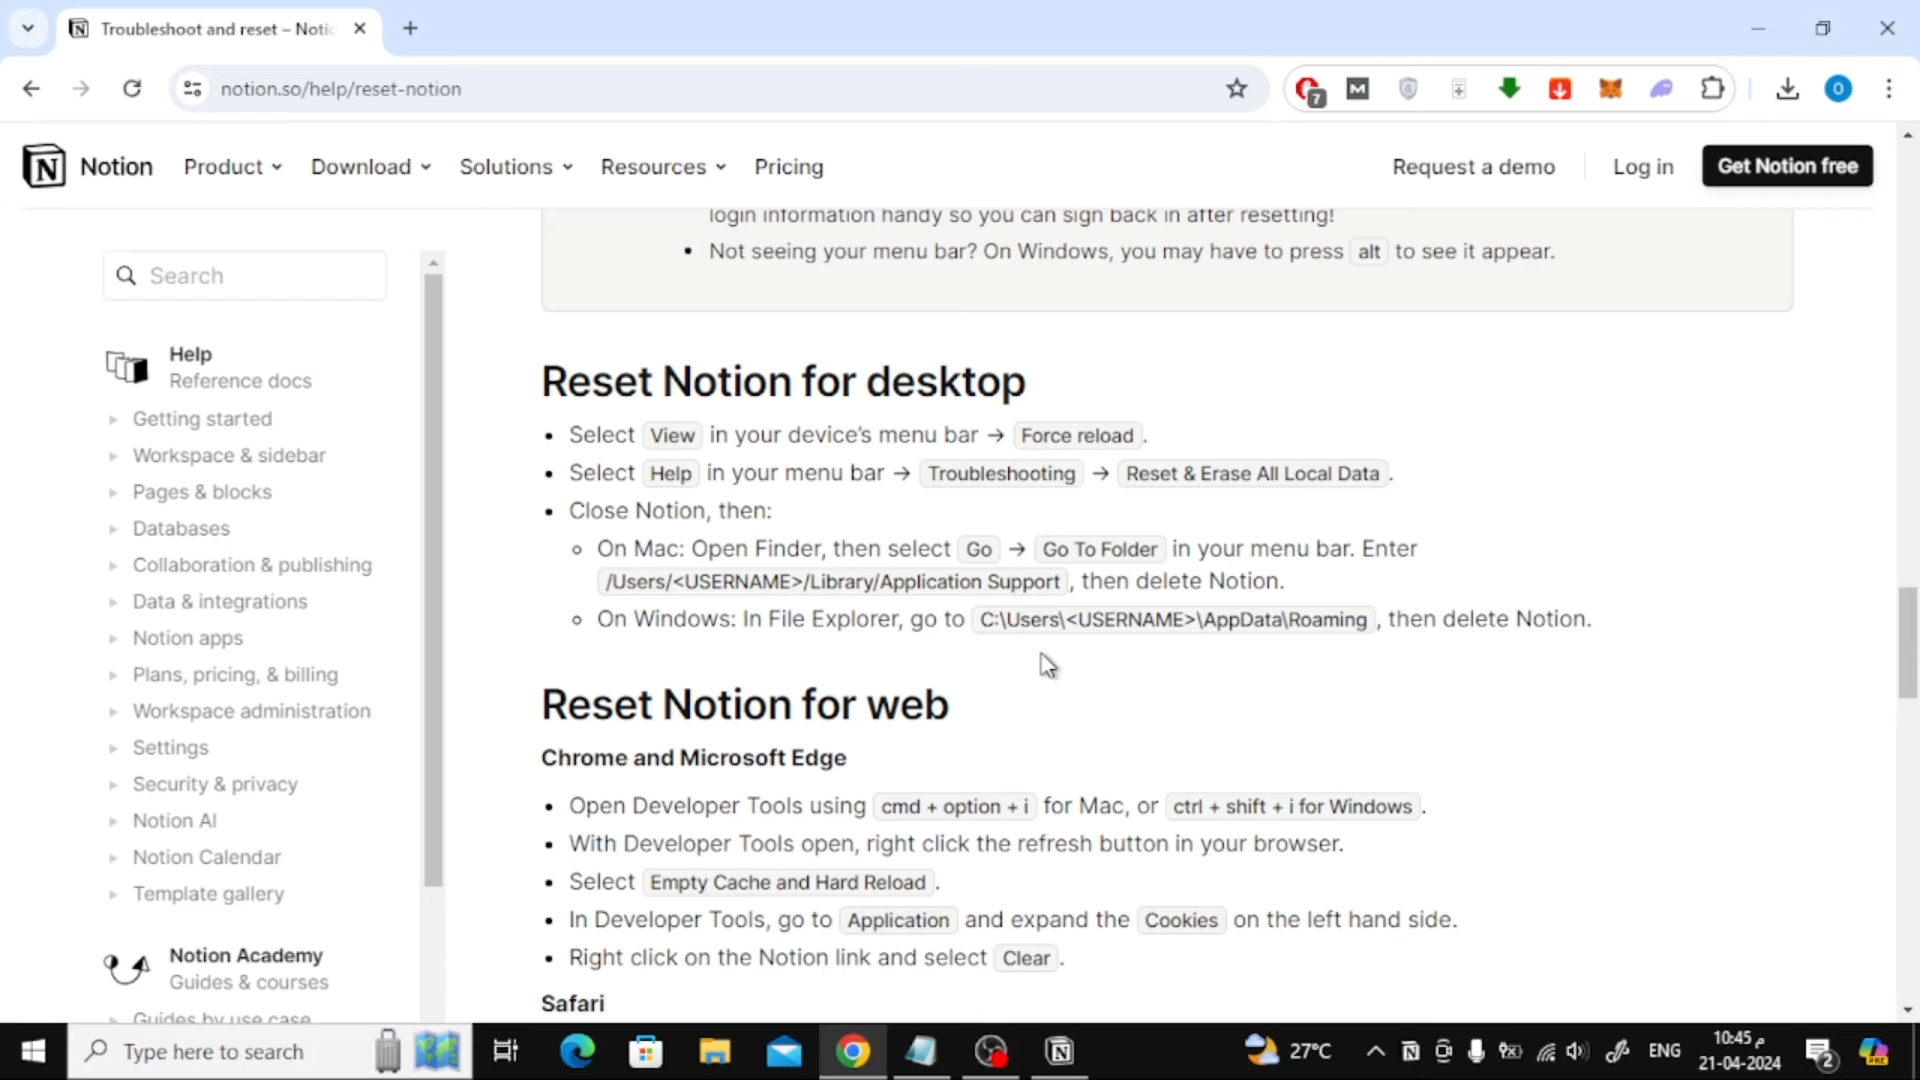 Troubleshoot and reset – Notic
notion.so/help/reset-notion
7
O
Notion
Product
Download
Solutions
Resources
Pricing
Request a demo
Log in
Get Notion free
Search
Help
Reference docs
Getting started
Workspace & sidebar
Pages & blocks
Databases
Collaboration & publishing
Data & integrations
Notion apps
Plans, pricing, & billing
Workspace administration
Settings
Security & privacy
Notion AI
Notion Calendar
Template gallery
Notion Academy
Guides & courses
Guides by use case
login information handy so you can sign back in after resetting!
• Not seeing your menu bar? On Windows, you may have to press alt to see it appear.
Reset Notion for desktop
• Select View in your device's menu bar → Force reload.
• Select Help in your menu bar → Troubleshooting → Reset & Erase All Local Data.
• Close Notion, then:
◦ On Mac: Open Finder, then select Go → Go To Folder in your menu bar. Enter
/Users/<USERNAME>/Library/Application Support, then delete Notion.
◦ On Windows: In File Explorer, go to C:\Users\<USERNAME>\AppData\Roaming, then delete Notion.
Reset Notion for web
Chrome and Microsoft Edge
• Open Developer Tools using cmd + option + i for Mac, or ctrl + shift + i for Windows.
• With Developer Tools open, right click the refresh button in your browser.
• Select Empty Cache and Hard Reload.
• In Developer Tools, go to Application and expand the Cookies on the left hand side.
• Right click on the Notion link and select Clear.
Safari
Type here to search
27°C
ENG
10:45 م
21-04-2024
2